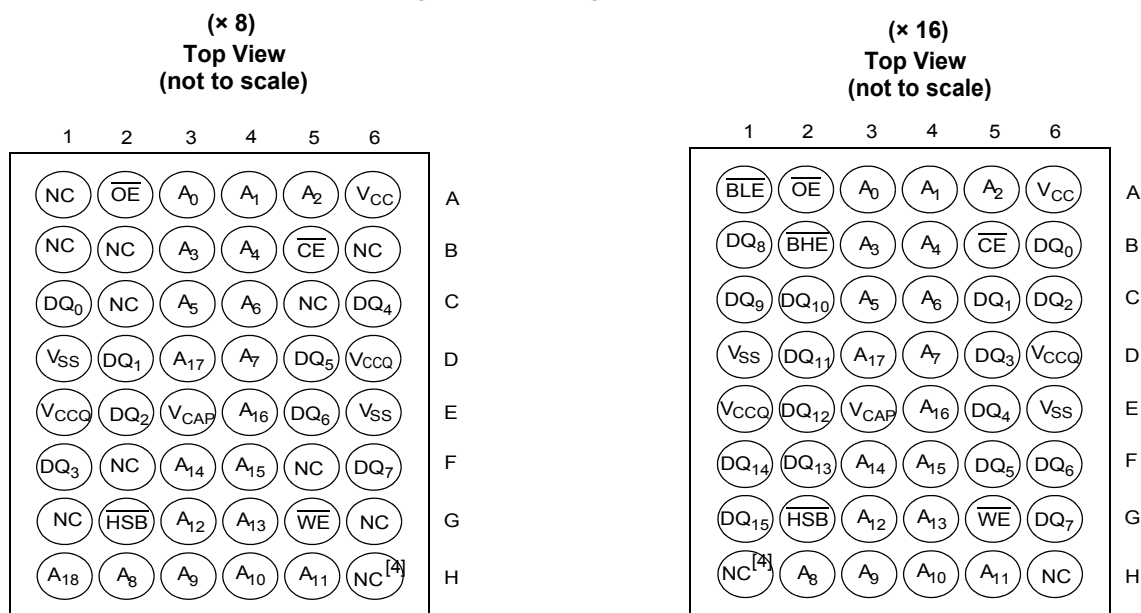 (× 8)
Top View
(not to scale)
1 2 3 4 5 6
NC OE A0 A1 A2 VCC A
NC NC A3 A4 CE NC B
DQ0 NC A5 A6 NC DQ4 C
VSS DQ1 A17 A7 DQ5 VCCQ D
VCCQ DQ2 VCAP A16 DQ6 VSS E
DQ3 NC A14 A15 NC DQ7 F
NC HSB A12 A13 WE NC G
A18 A8 A9 A10 A11 NC[4] H
(× 16)
Top View
(not to scale)
1 2 3 4 5 6
BLE OE A0 A1 A2 VCC A
DQ8 BHE A3 A4 CE DQ0 B
DQ9 DQ10 A5 A6 DQ1 DQ2 C
VSS DQ11 A17 A7 DQ3 VCCQ D
VCCQ DQ12 VCAP A16 DQ4 VSS E
DQ14 DQ13 A14 A15 DQ5 DQ6 F
DQ15 HSB A12 A13 WE DQ7 G
NC[4] A8 A9 A10 A11 NC H